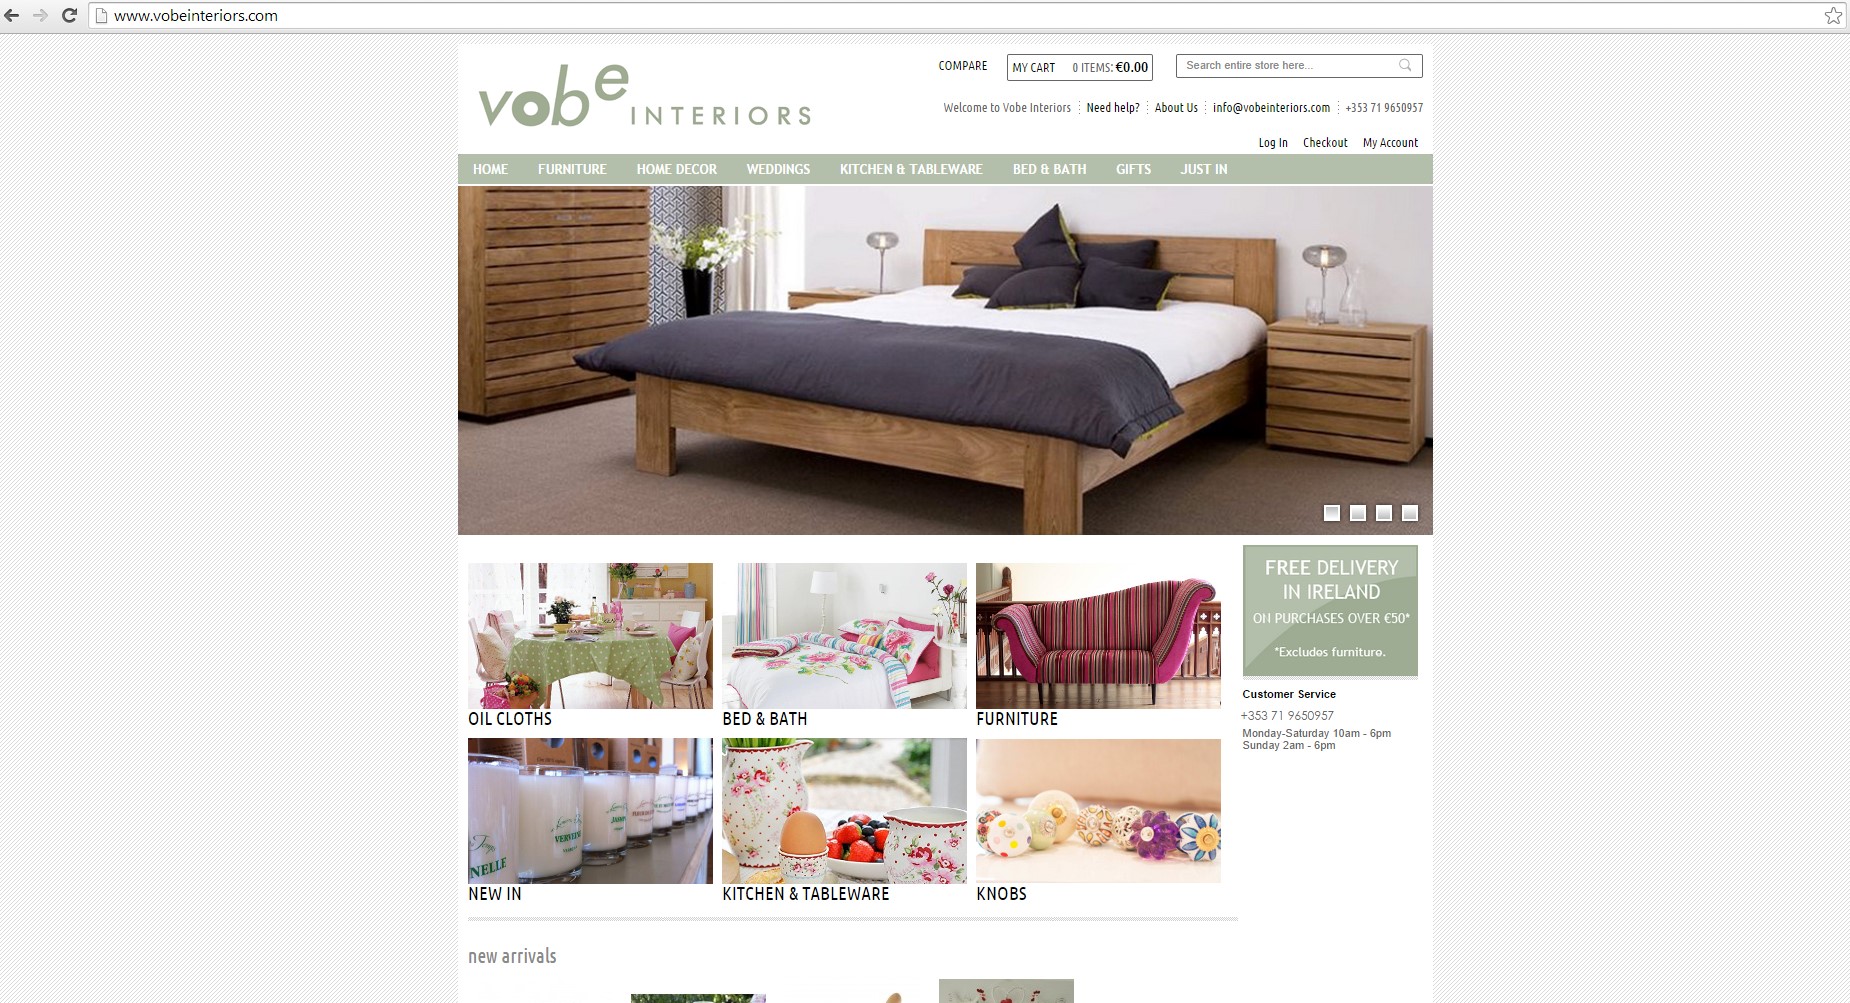 www.vobeinteriors.com
vobe INTERIORS
COMPARE
MY CART 0 ITEMS: €0.00
Search entire store here...
Welcome to Vobe Interiors
Need help?
About Us
info@vobeinteriors.com
+353 71 9650957
Log In
Checkout
My Account
HOME
FURNITURE
HOME DECOR
WEDDINGS
KITCHEN & TABLEWARE
BED & BATH
GIFTS
JUST IN
FREE DELIVERY
IN IRELAND
ON PURCHASES OVER €50*
*Excludes furniture.
Customer Service
+353 71 9650957
Monday-Saturday 10am - 6pm
Sunday 2am - 6pm
OIL CLOTHS
BED & BATH
FURNITURE
NELLE
VERVEINE
JASMIN
NEW IN
KITCHEN & TABLEWARE
KNOBS
new arrivals